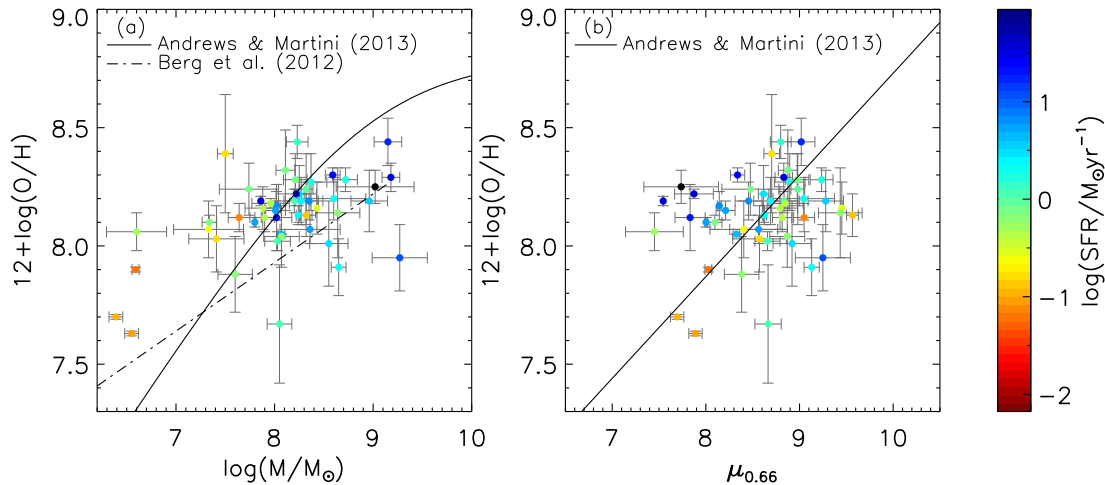 (a)
Andrews & Martini (2013)
Berg et al. (2012)
9.0
8.5
8.0
7.5
12+log(O/H)
7 8 9 10
log(M/M⊙)
(b)
Andrews & Martini (2013)
9.0
8.5
8.0
7.5
12+log(O/H)
7 8 9 10
μ0.66
1
0
−1
−2
log(SFR/M⊙yr−1)